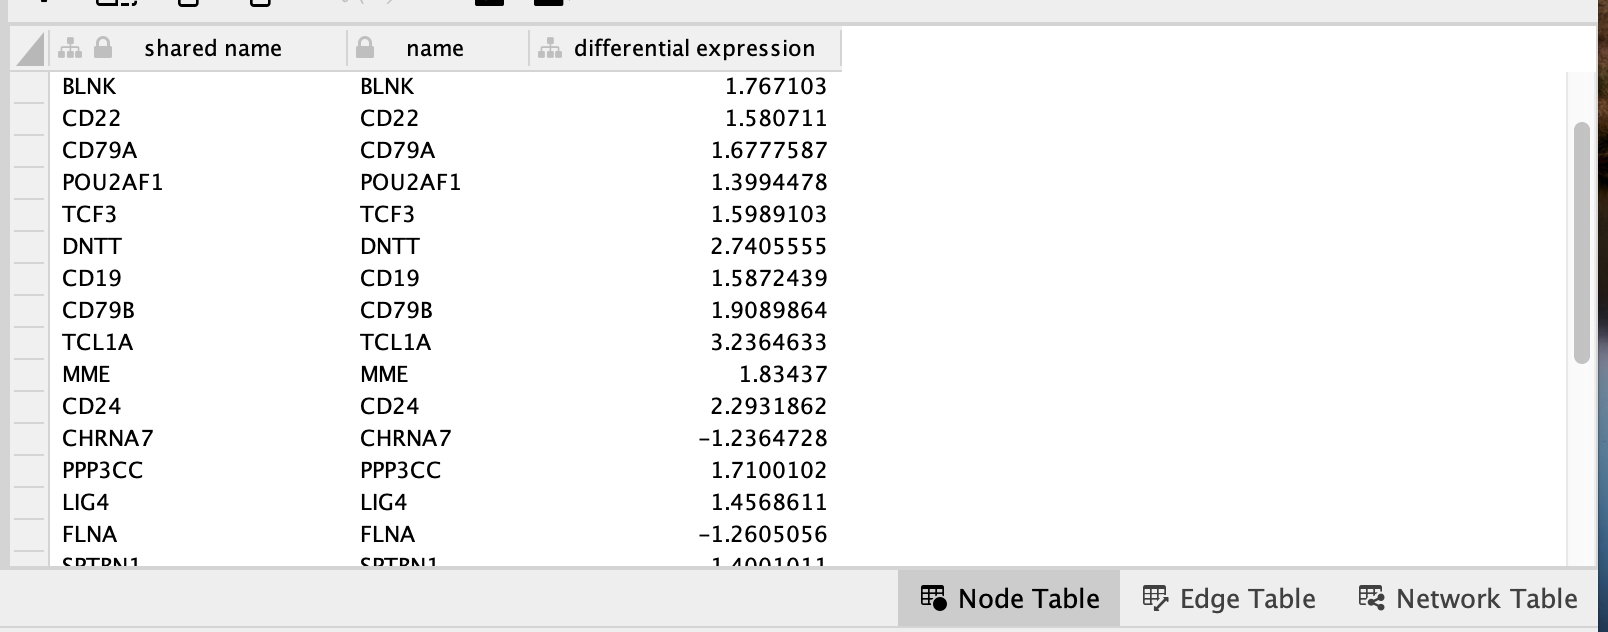 shared name name differential expression
BLNK BLNK 1.767103
CD22 CD22 1.580711
CD79A CD79A 1.6777587
POU2AF1 POU2AF1 1.3994478
TCF3 TCF3 1.5989103
DNTT DNTT 2.7405555
CD19 CD19 1.5872439
CD79B CD79B 1.9089864
TCL1A TCL1A 3.2364633
MME MME 1.83437
CD24 CD24 2.2931862
CHRNA7 CHRNA7 -1.2364728
PPP3CC PPP3CC 1.7100102
LIG4 LIG4 1.4568611
FLNA FLNA -1.2605056
SPTBN1 SPTBN1
Node Table Edge Table Network Table